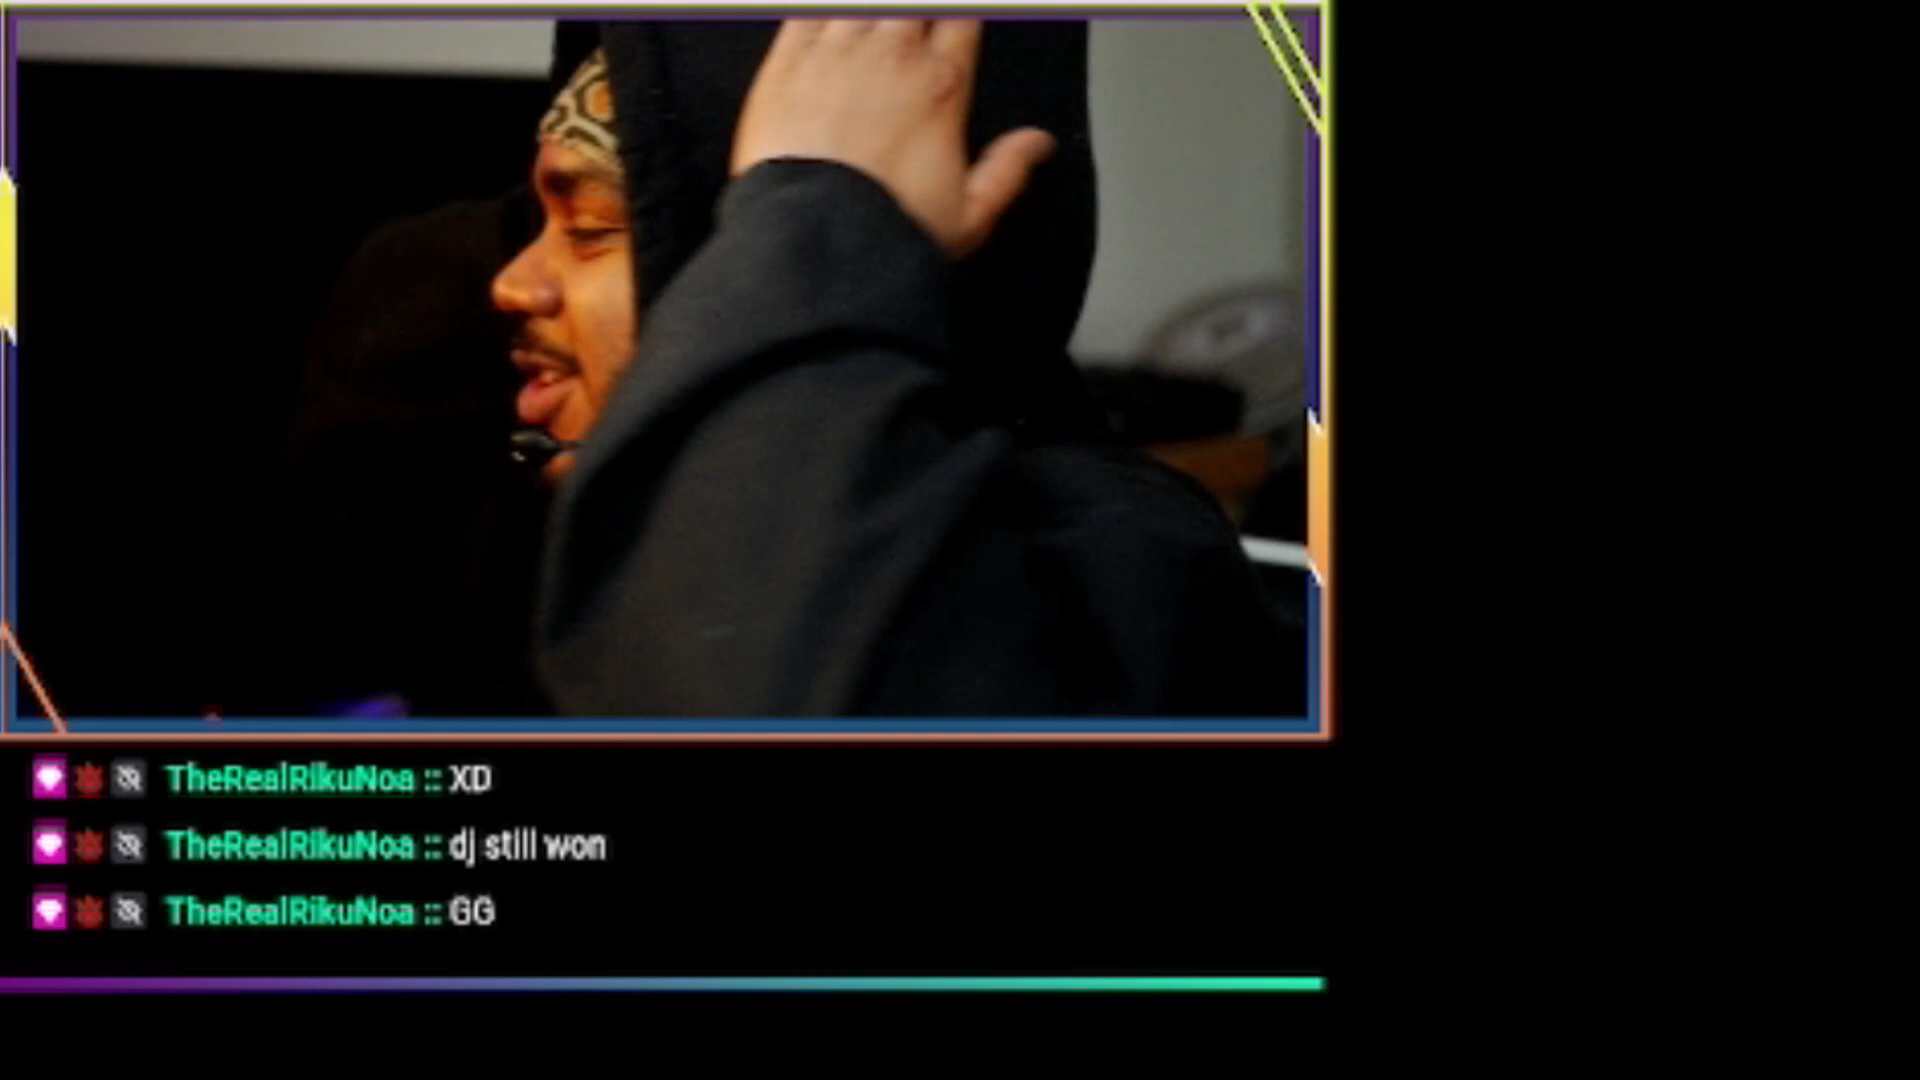 TheRealRikuNoa :: XD
TheRealRikuNoa :: dj still won
TheRealRikuNoa :: GG